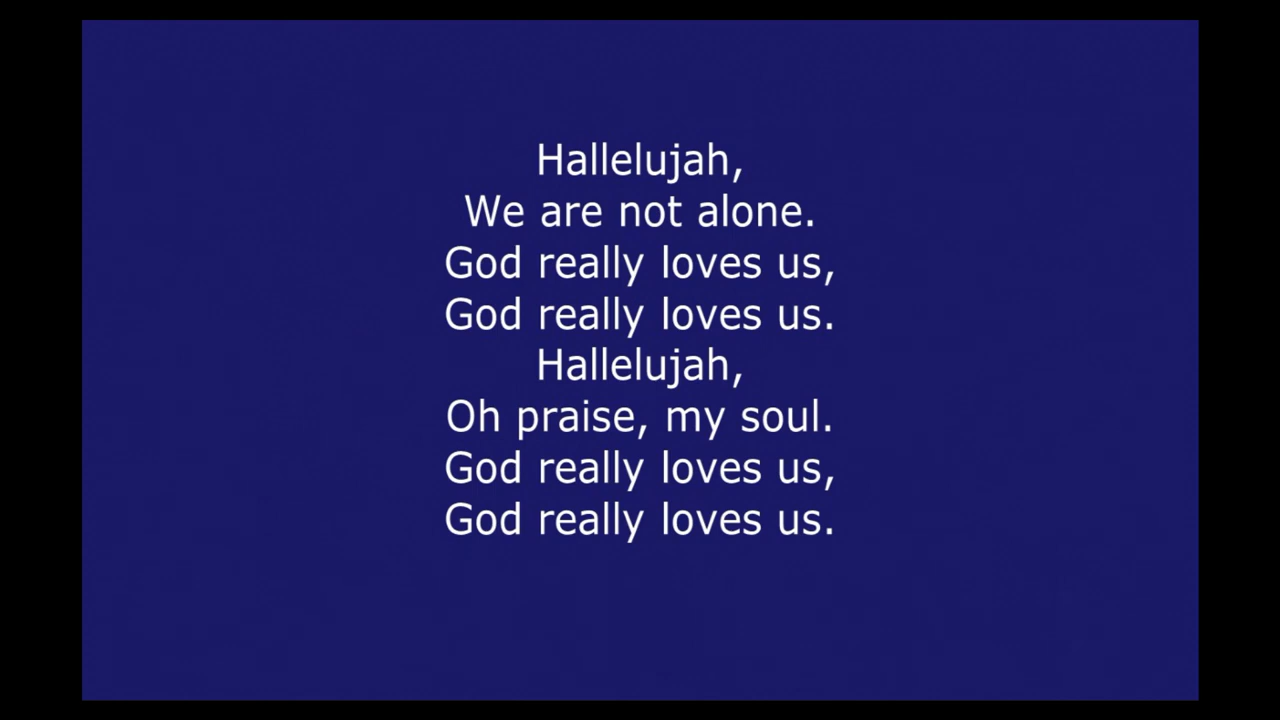 Hallelujah,
We are not alone.
God really loves us,
God really loves us.
Hallelujah,
Oh praise, my soul.
God really loves us,
God really loves us.